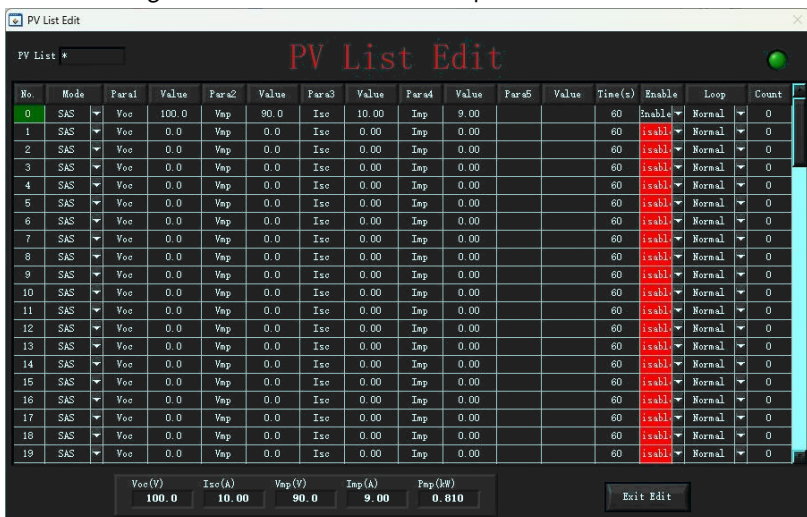 PV List Edit
PV List *
PV List Edit
No. Mode Para1 Value Para2 Value Para3 Value Para4 Value Para5 Value Time(s) Enable Loop Count
0 SAS Voc 100.0 Vmp 90.0 Isc 10.00 Imp 9.00 60 Enable Normal 0
1 SAS Voc 0.0 Vmp 0.0 Isc 0.00 Imp 0.00 60 isabl Normal 0
2 SAS Voc 0.0 Vmp 0.0 Isc 0.00 Imp 0.00 60 isabl Normal 0
3 SAS Voc 0.0 Vmp 0.0 Isc 0.00 Imp 0.00 60 isabl Normal 0
4 SAS Voc 0.0 Vmp 0.0 Isc 0.00 Imp 0.00 60 isabl Normal 0
5 SAS Voc 0.0 Vmp 0.0 Isc 0.00 Imp 0.00 60 isabl Normal 0
6 SAS Voc 0.0 Vmp 0.0 Isc 0.00 Imp 0.00 60 isabl Normal 0
7 SAS Voc 0.0 Vmp 0.0 Isc 0.00 Imp 0.00 60 isabl Normal 0
8 SAS Voc 0.0 Vmp 0.0 Isc 0.00 Imp 0.00 60 isabl Normal 0
9 SAS Voc 0.0 Vmp 0.0 Isc 0.00 Imp 0.00 60 isabl Normal 0
10 SAS Voc 0.0 Vmp 0.0 Isc 0.00 Imp 0.00 60 isabl Normal 0
11 SAS Voc 0.0 Vmp 0.0 Isc 0.00 Imp 0.00 60 isabl Normal 0
12 SAS Voc 0.0 Vmp 0.0 Isc 0.00 Imp 0.00 60 isabl Normal 0
13 SAS Voc 0.0 Vmp 0.0 Isc 0.00 Imp 0.00 60 isabl Normal 0
14 SAS Voc 0.0 Vmp 0.0 Isc 0.00 Imp 0.00 60 isabl Normal 0
15 SAS Voc 0.0 Vmp 0.0 Isc 0.00 Imp 0.00 60 isabl Normal 0
16 SAS Voc 0.0 Vmp 0.0 Isc 0.00 Imp 0.00 60 isabl Normal 0
17 SAS Voc 0.0 Vmp 0.0 Isc 0.00 Imp 0.00 60 isabl Normal 0
18 SAS Voc 0.0 Vmp 0.0 Isc 0.00 Imp 0.00 60 isabl Normal 0
19 SAS Voc 0.0 Vmp 0.0 Isc 0.00 Imp 0.00 60 isabl Normal 0
Voc(V) Isc(A) Vmp(V) Imp(A) Pmp(kW)
100.0 10.00 90.0 9.00 0.810
Exit Edit